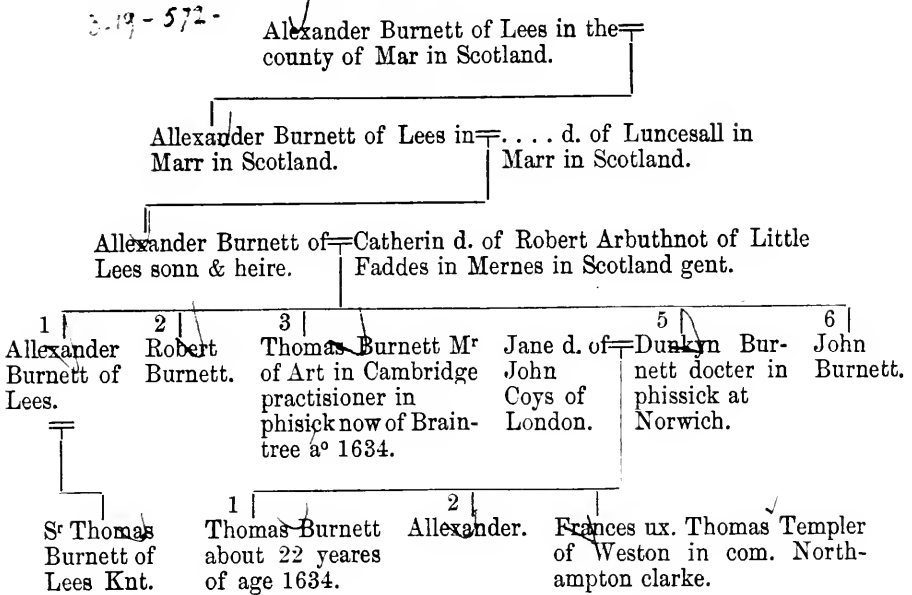 3-19-572-
Alexander Burnett of Lees in the
county of Mar in Scotland.
Allexander Burnett of Lees in
Marr in Scotland.
. . . . d. of Luncesall in
Marr in Scotland.
Allexander Burnett of
Lees sonn & heire.
Catherin d. of Robert Arbuthnot of Little
Faddes in Mernes in Scotland gent.
1
Allexander
Burnett of
Lees.
2
Robert
Burnett.
3
Thomas Burnett Mr
of Art in Cambridge
practisioner in
phisick now of Brain-
tree ao 1634.
Jane d. of
John
Coys of
London.
5
Dunkyn Bur-
nett docter in
phissick at
Norwich.
6
John
Burnett.
Sr Thomas
Burnett of
Lees Knt.
1
Thomas Burnett
about 22 yeares
of age 1634.
2
Allexander.
Frances ux. Thomas Templer
of Weston in com. North-
ampton clarke.